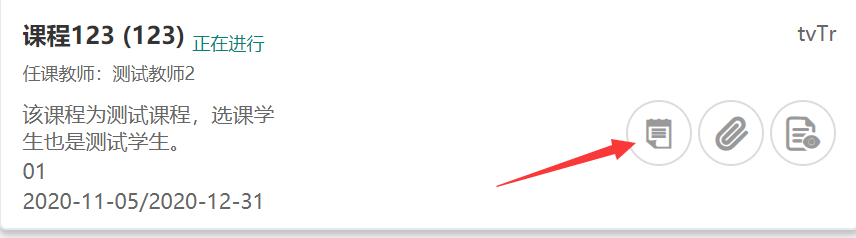 课程123 (123) 正在进行
tvTr
任课教师：测试教师2
该课程为测试课程，选课学
生也是测试学生。
01
2020-11-05/2020-12-31